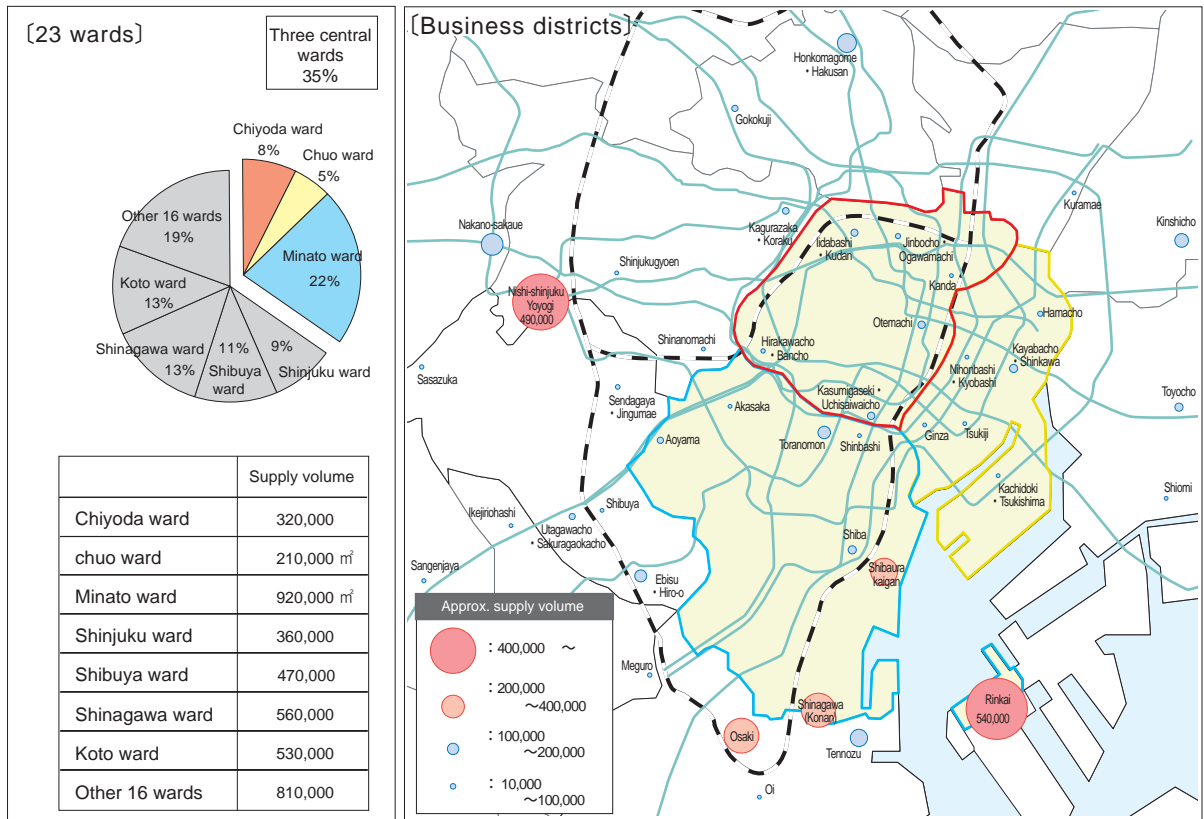 〔23 wards〕
Three central
wards
35%
Chiyoda ward
8%
Chuo ward
5%
Minato ward
22%
9%
Shinjuku ward
11%
Shibuya
ward
Shinagawa ward
13%
Koto ward
13%
Other 16 wards
19%
Supply volume
Chiyoda ward 320,000
chuo ward 210,000 ㎡
Minato ward 920,000 ㎡
Shinjuku ward 360,000
Shibuya ward 470,000
Shinagawa ward 560,000
Koto ward 530,000
Other 16 wards 810,000
〔Business districts〕
Honkomagome
・Hakusan
Gokokuji
Kuramae
Kinshicho
Nakano-sakaue
Kagurazaka
・Koraku
Iidabashi
・Kudan
Jinbocho・
Ogawamachi
Shinjukugyoen
Kanda
Nishi-shinjuku
Yoyogi
490,000
Hamacho
Otemachi
Shinanomachi
Hirakawacho
・Bancho
Kayabacho
・Shinkawa
Nihonbashi
・Kyobashi
Sasazuka
Sendagaya
・Jingumae
Akasaka
Kasumigaseki・
Uchisaiwaicho
Toyocho
Aoyama
Toranomon
Shinbashi
Ginza
Tsukiji
Kachidoki
・Tsukishima
Shiomi
Ikejiriohashi
Shibuya
Utagawacho
・Sakuragaokacho
Shiba
Sangenjaya
Ebisu
・Hiro-o
Shibaura
kaigan
Meguro
Shinagawa
(Konan)
Rinkai
540,000
Osaki
Tennozu
Oi
Approx. supply volume
：400,000 ～
：200,000
～400,000
：100,000
～200,000
：10,000
～100,000